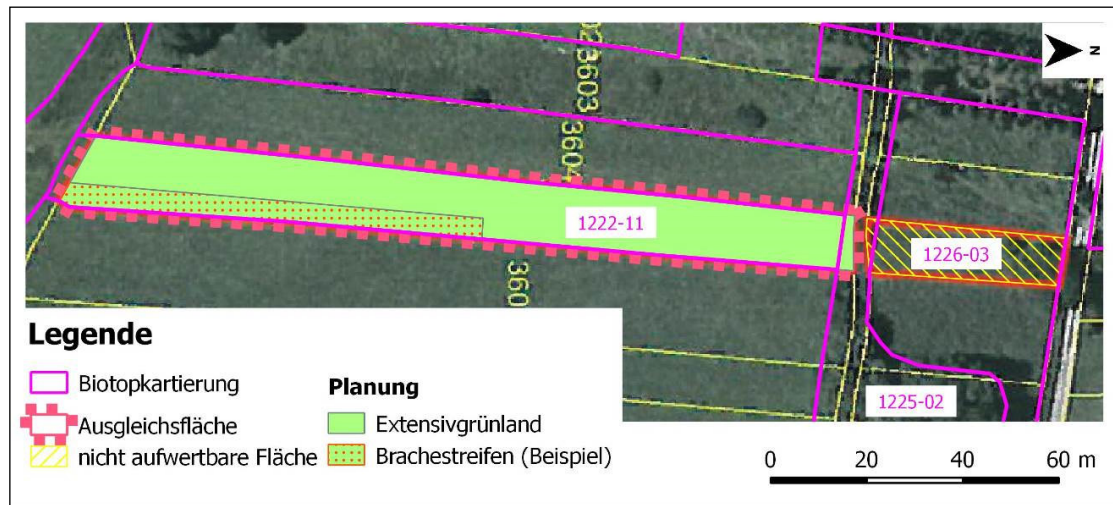 3603
3604
1222-11
1226-03
360
1225-02
N
Legende
Biotopkartierung
Ausgleichsfläche
nicht aufwertbare Fläche
Planung
Extensivgrünland
Brachestreifen (Beispiel)
0 20 40 60 m